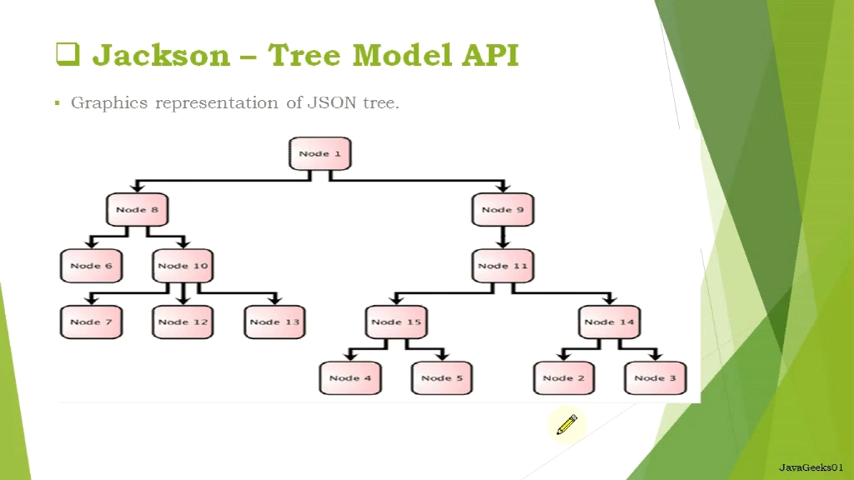 ❑ Jackson – Tree Model API
▪ Graphics representation of JSON tree.
Node 1
Node 8
Node 9
Node 6
Node 10
Node 11
Node 7
Node 12
Node 13
Node 15
Node 14
Node 4
Node 5
Node 2
Node 3
JavaGeeks01